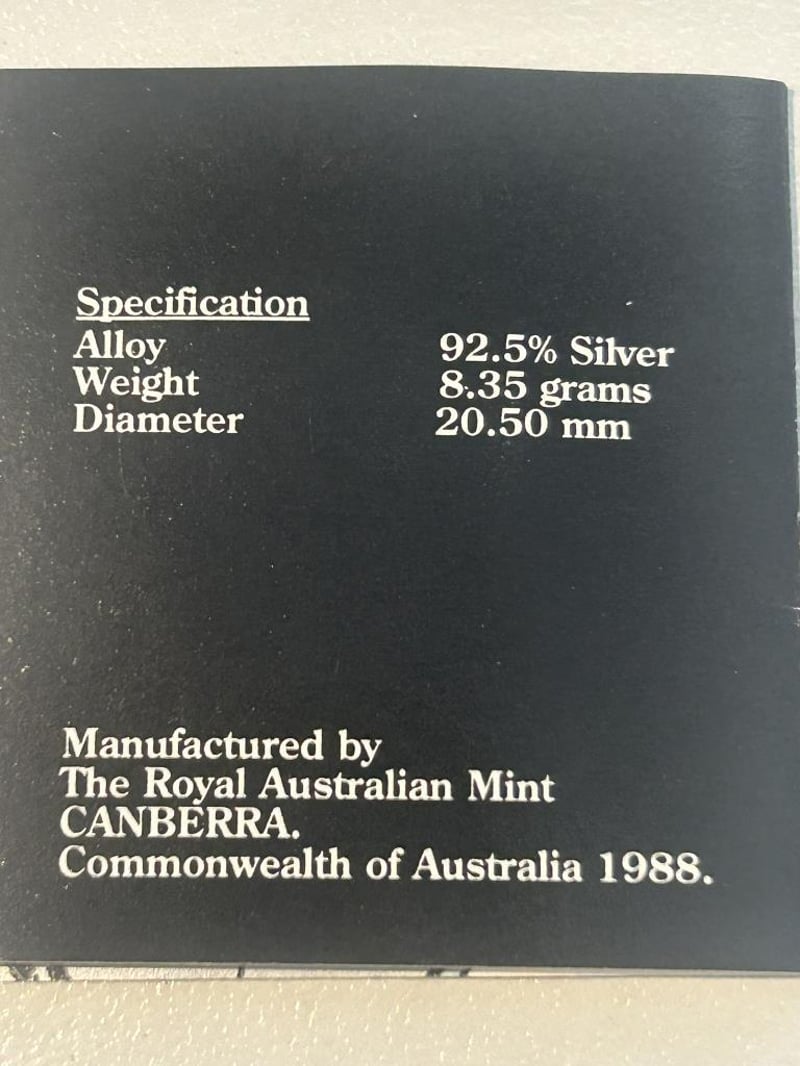 Specification
Alloy 92.5% Silver
Weight 8.35 grams
Diameter 20.50 mm
Manufactured by
The Royal Australian Mint
CANBERRA.
Commonwealth of Australia 1988.